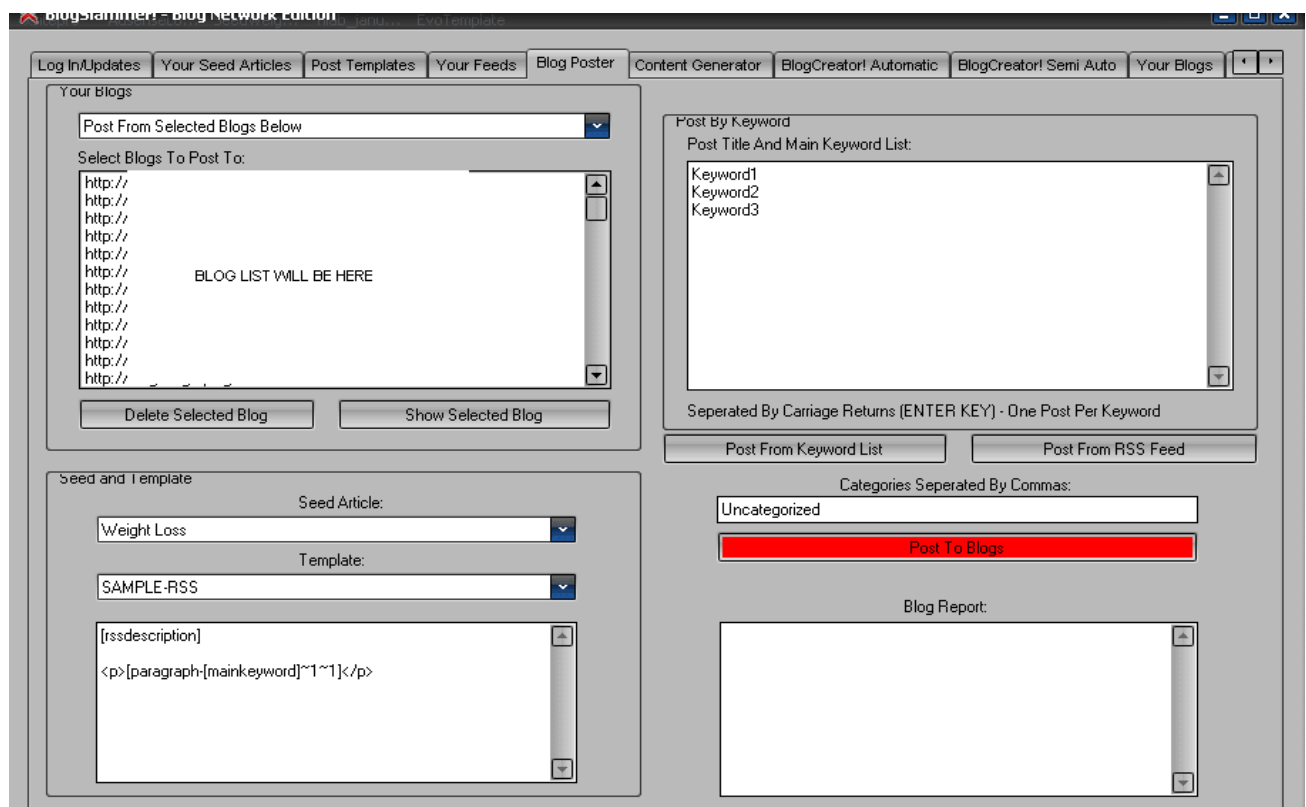 BlogSlammer! - Blog Network Edition
EvoTemplate
Log In/Updates
Your Seed Articles
Post Templates
Your Feeds
Blog Poster
Content Generator
BlogCreator! Automatic
BlogCreator! Semi Auto
Your Blogs
Your Blogs
Post From Selected Blogs Below
Select Blogs To Post To:
http://
http://
http://
http://
http://
http://
http://
http://
http://
http://
http://
http://
BLOG LIST WILL BE HERE
Delete Selected Blog
Show Selected Blog
Post By Keyword
Post Title And Main Keyword List:
Keyword1
Keyword2
Keyword3
Seperated By Carriage Returns (ENTER KEY) - One Post Per Keyword
Post From Keyword List
Post From RSS Feed
Seed and Template
Seed Article:
Weight Loss
Template:
SAMPLE-RSS
[rssdescription]
<p>[paragraph-[mainkeyword]~1~1]</p>
Categories Seperated By Commas:
Uncategorized
Post To Blogs
Blog Report: